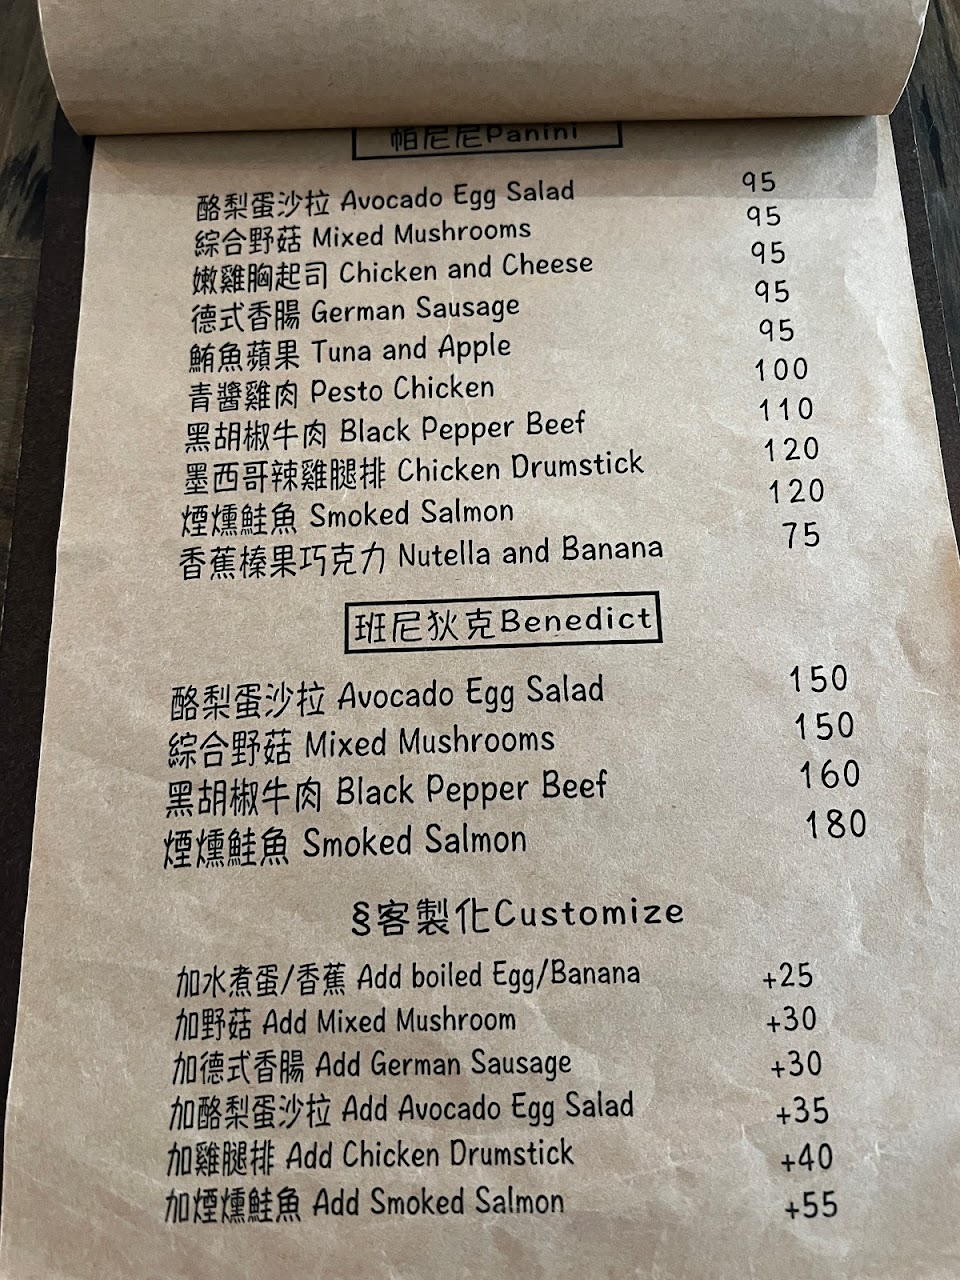 帕尼尼Panini
酪梨蛋沙拉 Avocado Egg Salad 95
綜合野菇 Mixed Mushrooms 95
嫩雞胸起司 Chicken and Cheese 95
德式香腸 German Sausage 95
鮪魚蘋果 Tuna and Apple 95
青醬雞肉 Pesto Chicken 100
黑胡椒牛肉 Black Pepper Beef 110
墨西哥辣雞腿排 Chicken Drumstick 120
煙燻鮭魚 Smoked Salmon 120
香蕉榛果巧克力 Nutella and Banana 75
班尼狄克Benedict
酪梨蛋沙拉 Avocado Egg Salad 150
綜合野菇 Mixed Mushrooms 150
黑胡椒牛肉 Black Pepper Beef 160
煙燻鮭魚 Smoked Salmon 180
§客製化Customize
加水煮蛋/香蕉 Add boiled Egg/Banana +25
加野菇 Add Mixed Mushroom +30
加德式香腸 Add German Sausage +30
加酪梨蛋沙拉 Add Avocado Egg Salad +35
加雞腿排 Add Chicken Drumstick +40
加煙燻鮭魚 Add Smoked Salmon +55